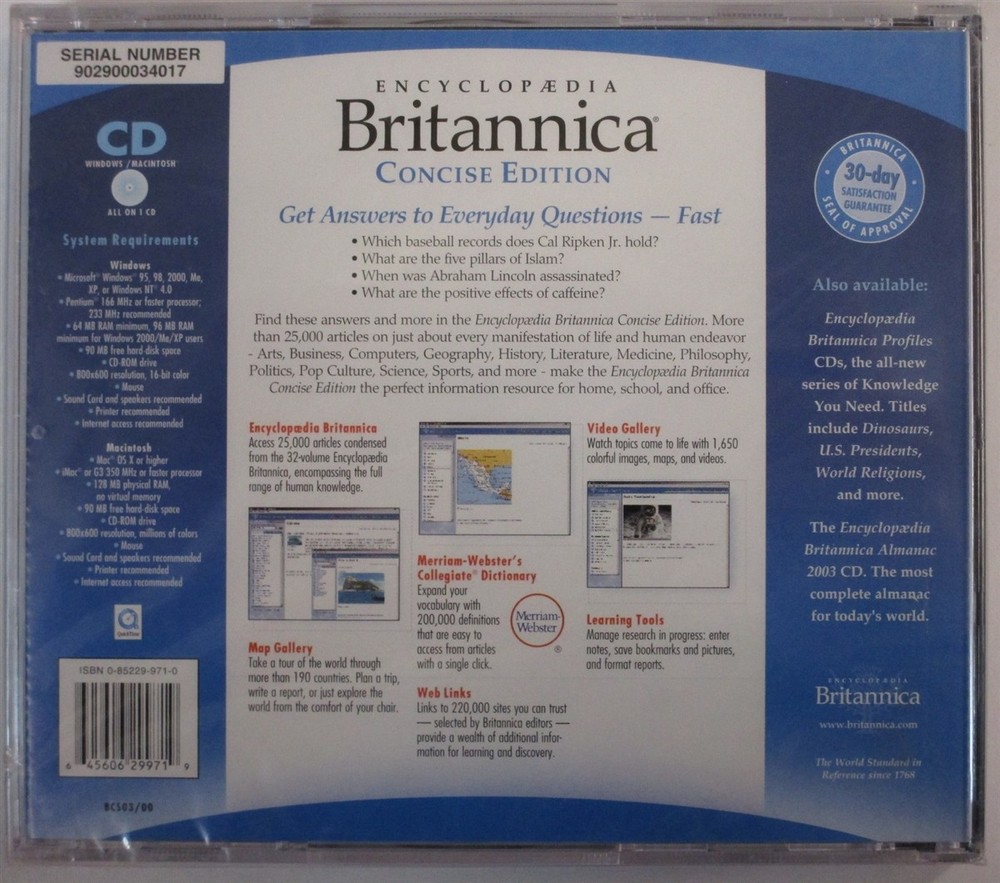 SERIAL NUMBER
902900034017
CD
WINDOWS / MACINTOSH
ALL ON 1 CD
System Requirements
Windows
• Microsoft® Windows® 95, 98, 2000, Me,
XP, or Windows NT® 4.0
• Pentium® 166 MHz or faster processor;
233 MHz recommended
• 64 MB RAM minimum, 96 MB RAM
minimum for Windows 2000/Me/XP users
• 90 MB free hard-disk space
• CD-ROM drive
• 800x600 resolution, 16-bit color
• Mouse
• Sound Card and speakers recommended
• Printer recommended
• Internet access recommended
Macintosh
• Mac® OS X or higher
• iMac® or G3 350 MHz or faster processor
• 128 MB physical RAM,
no virtual memory
• 90 MB free hard-disk space
• CD-ROM drive
• 800x600 resolution, millions of colors
• Mouse
• Sound Card and speakers recommended
• Printer recommended
• Internet access recommended
QuickTime
ISBN 0-85229-971-0
6 45606 29971 9
BCS03/00
ENCYCLOPÆDIA
Britannica®
CONCISE EDITION
Get Answers to Everyday Questions — Fast
• Which baseball records does Cal Ripken Jr. hold?
• What are the five pillars of Islam?
• When was Abraham Lincoln assassinated?
• What are the positive effects of caffeine?
Find these answers and more in the Encyclopædia Britannica Concise Edition. More
than 25,000 articles on just about every manifestation of life and human endeavor
- Arts, Business, Computers, Geography, History, Literature, Medicine, Philosophy,
Politics, Pop Culture, Science, Sports, and more - make the Encyclopædia Britannica
Concise Edition the perfect information resource for home, school, and office.
Encyclopædia Britannica
Access 25,000 articles condensed
from the 32-volume Encyclopædia
Britannica, encompassing the full
range of human knowledge.
Map Gallery
Take a tour of the world through
more than 190 countries. Plan a trip,
write a report, or just explore the
world from the comfort of your chair.
Merriam-Webster's
Collegiate® Dictionary
Expand your
vocabulary with
200,000 definitions
that are easy to
access from articles
with a single click.
Merriam-
Webster
®
Web Links
Links to 220,000 sites you can trust
— selected by Britannica editors —
provide a wealth of additional infor-
mation for learning and discovery.
Video Gallery
Watch topics come to life with 1,650
colorful images, maps, and videos.
Learning Tools
Manage research in progress: enter
notes, save bookmarks and pictures,
and format reports.
BRITANNICA
30-day
SATISFACTION
GUARANTEE
SEAL OF APPROVAL
Also available:
Encyclopædia
Britannica Profiles
CDs, the all-new
series of Knowledge
You Need. Titles
include Dinosaurs,
U.S. Presidents,
World Religions,
and more.
The Encyclopædia
Britannica Almanac
2003 CD. The most
complete almanac
for today's world.
ENCYCLOPÆDIA
Britannica
www.britannica.com
The World Standard in
Reference since 1768